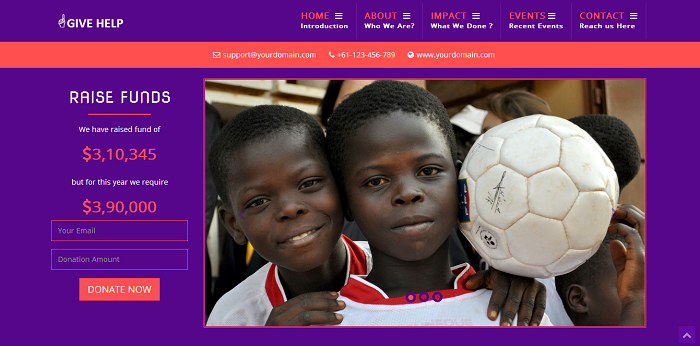 GIVE HELP
HOME
Introduction
ABOUT
Who We Are?
IMPACT
What We Done ?
EVENTS
Recent Events
CONTACT
Reach us Here
support@yourdomain.com +61-123-456-789 www.yourdomain.com
RAISE FUNDS
We have raised fund of
$3,10,345
but for this year we require
$3,90,000
Your Email
Donation Amount
DONATE NOW